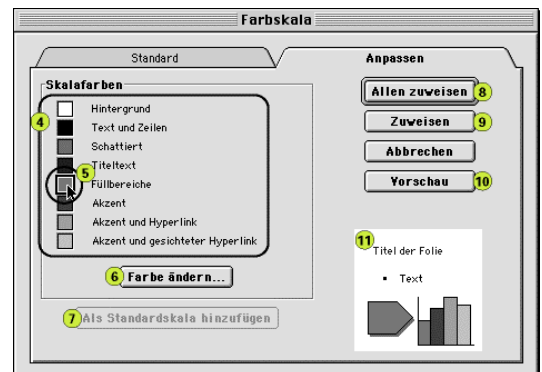 Farbskala
Standard
Anpassen
Skalafarben
4
Hintergrund
Text und Zeilen
Schattiert
Titeltext
5
Füllbereiche
Akzent
Akzent und Hyperlink
Akzent und gesichteter Hyperlink
6 Farbe ändern...
7 Als Standardskala hinzufügen
Allen zuweisen 8
Zuweisen 9
Abbrechen
Vorschau 10
11
Titel der Folie
• Text